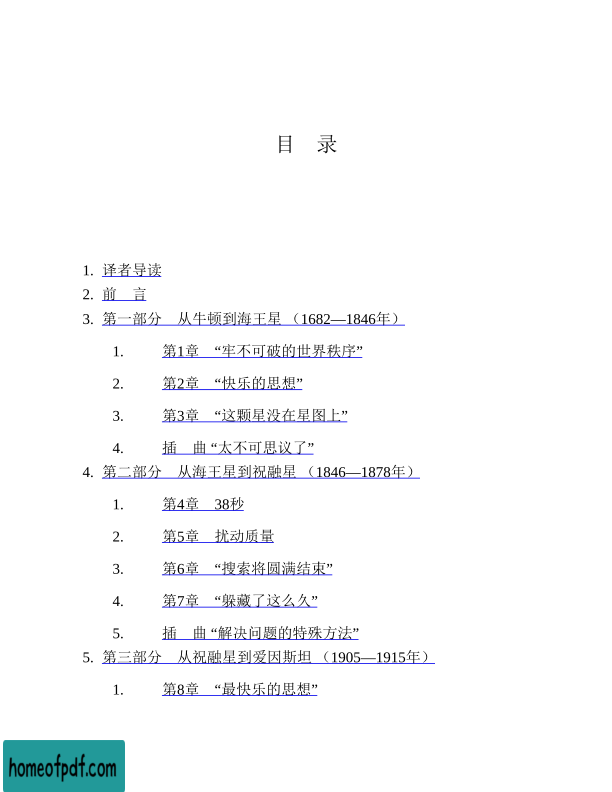 目　录
1. 译者导读
2. 前　言
3. 第一部分　从牛顿到海王星 （1682—1846年）
1. 第1章　“牢不可破的世界秩序”
2. 第2章　“快乐的思想”
3. 第3章　“这颗星没在星图上”
4. 插　曲 “太不可思议了”
4. 第二部分　从海王星到祝融星 （1846—1878年）
1. 第4章　38秒
2. 第5章　扰动质量
3. 第6章　“搜索将圆满结束”
4. 第7章　“躲藏了这么久”
5. 插　曲 “解决问题的特殊方法”
5. 第三部分　从祝融星到爱因斯坦 （1905—1915年）
1. 第8章　“最快乐的思想”
homeofpdf.com